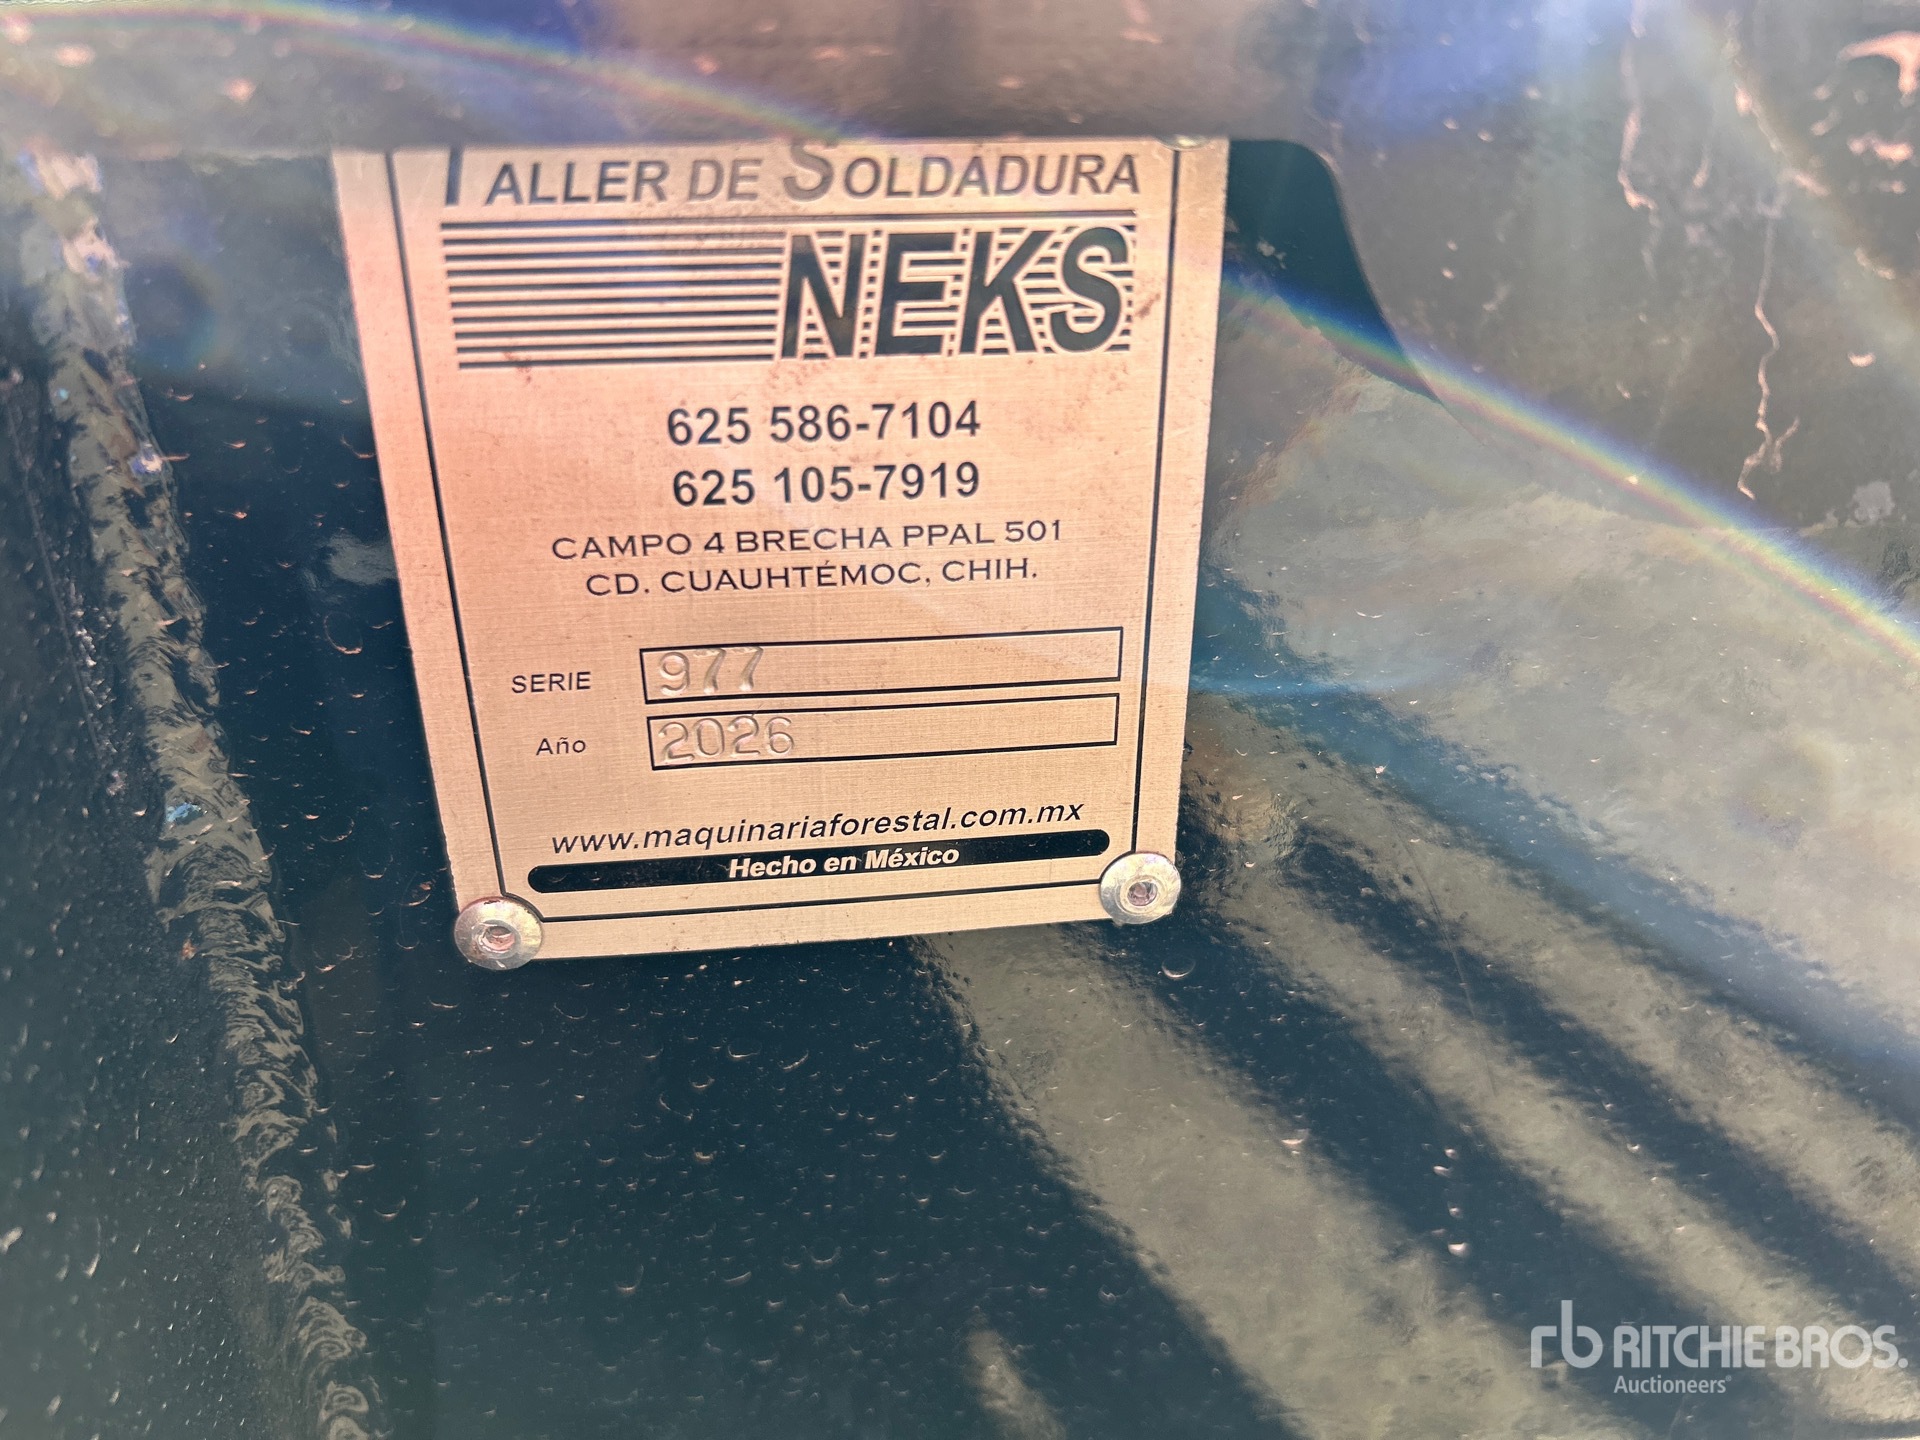 TALLER DE SOLDADURA
NEKS
625 586-7104
625 105-7919
CAMPO 4 BRECHA PPAL 501
CD. CUAUHTÉMOC, CHIH.
SERIE 977
Año 2026
www.maquinariaforestal.com.mx
Hecho en México
rb RITCHIE BROS.
Auctioneers